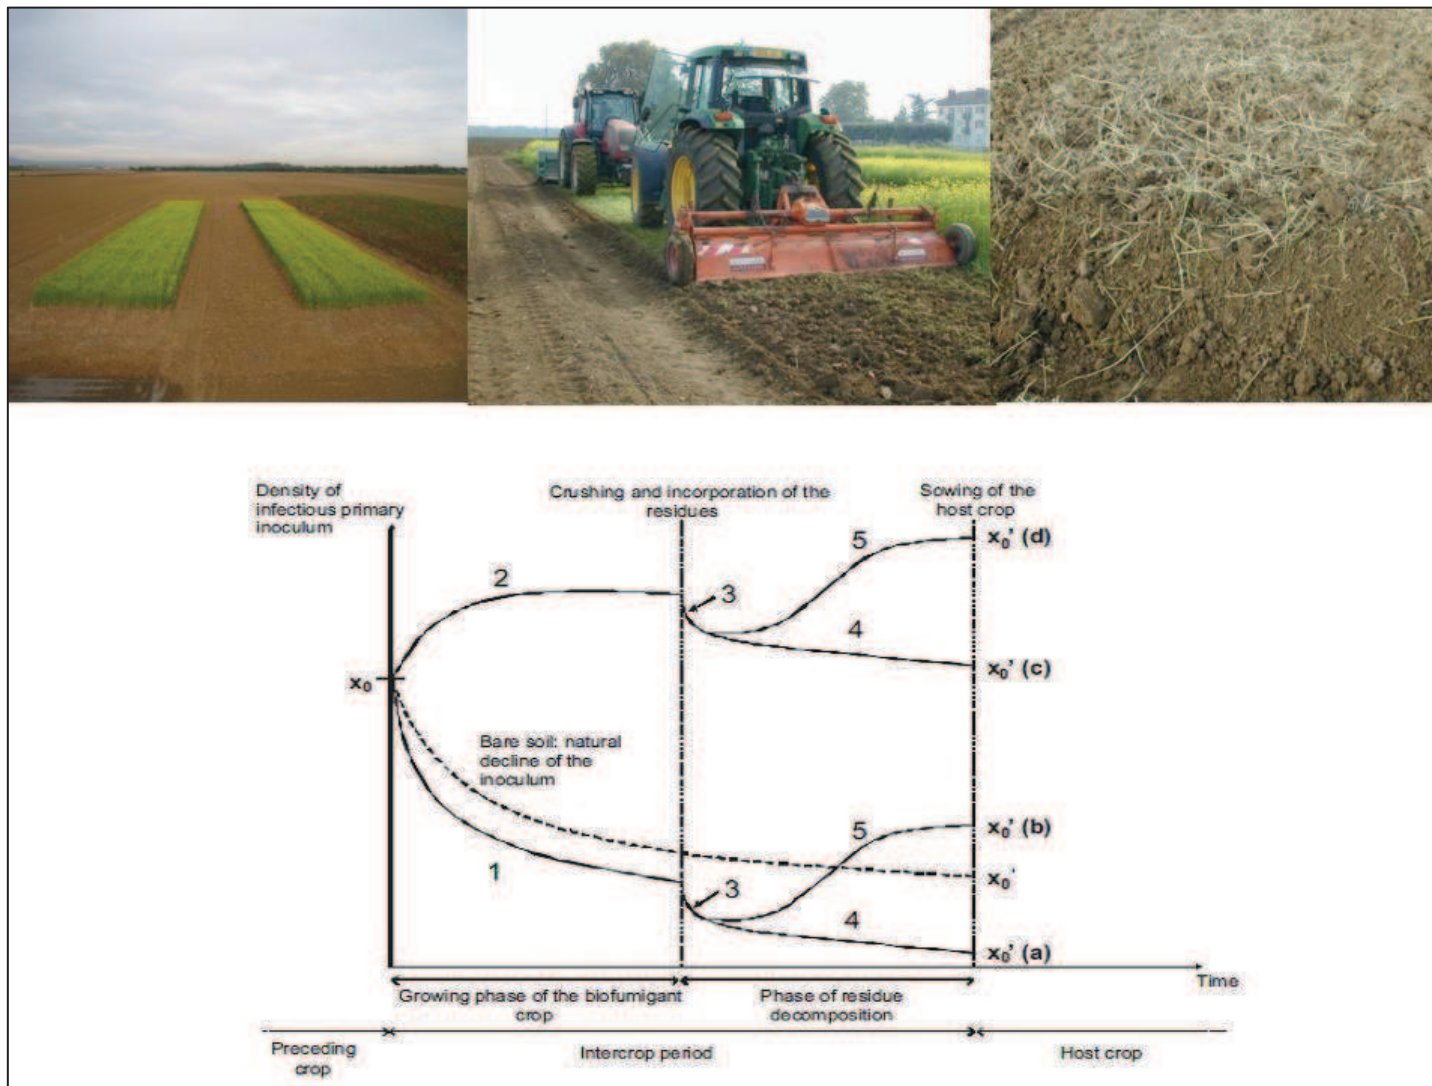 Density of
infectious primary
inoculum
Crushing and incorporation of the
residues
Sowing of the
host crop
x₀' (d)
5
2
3
4
x₀' (c)
x₀
Bare soil: natural
decline of the
inoculum
5
x₀' (b)
x₀'
1
3
4
x₀' (a)
Time
Growing phase of the biofumigant
crop
Phase of residue
decomposition
Preceding
crop
Intercrop period
Host crop